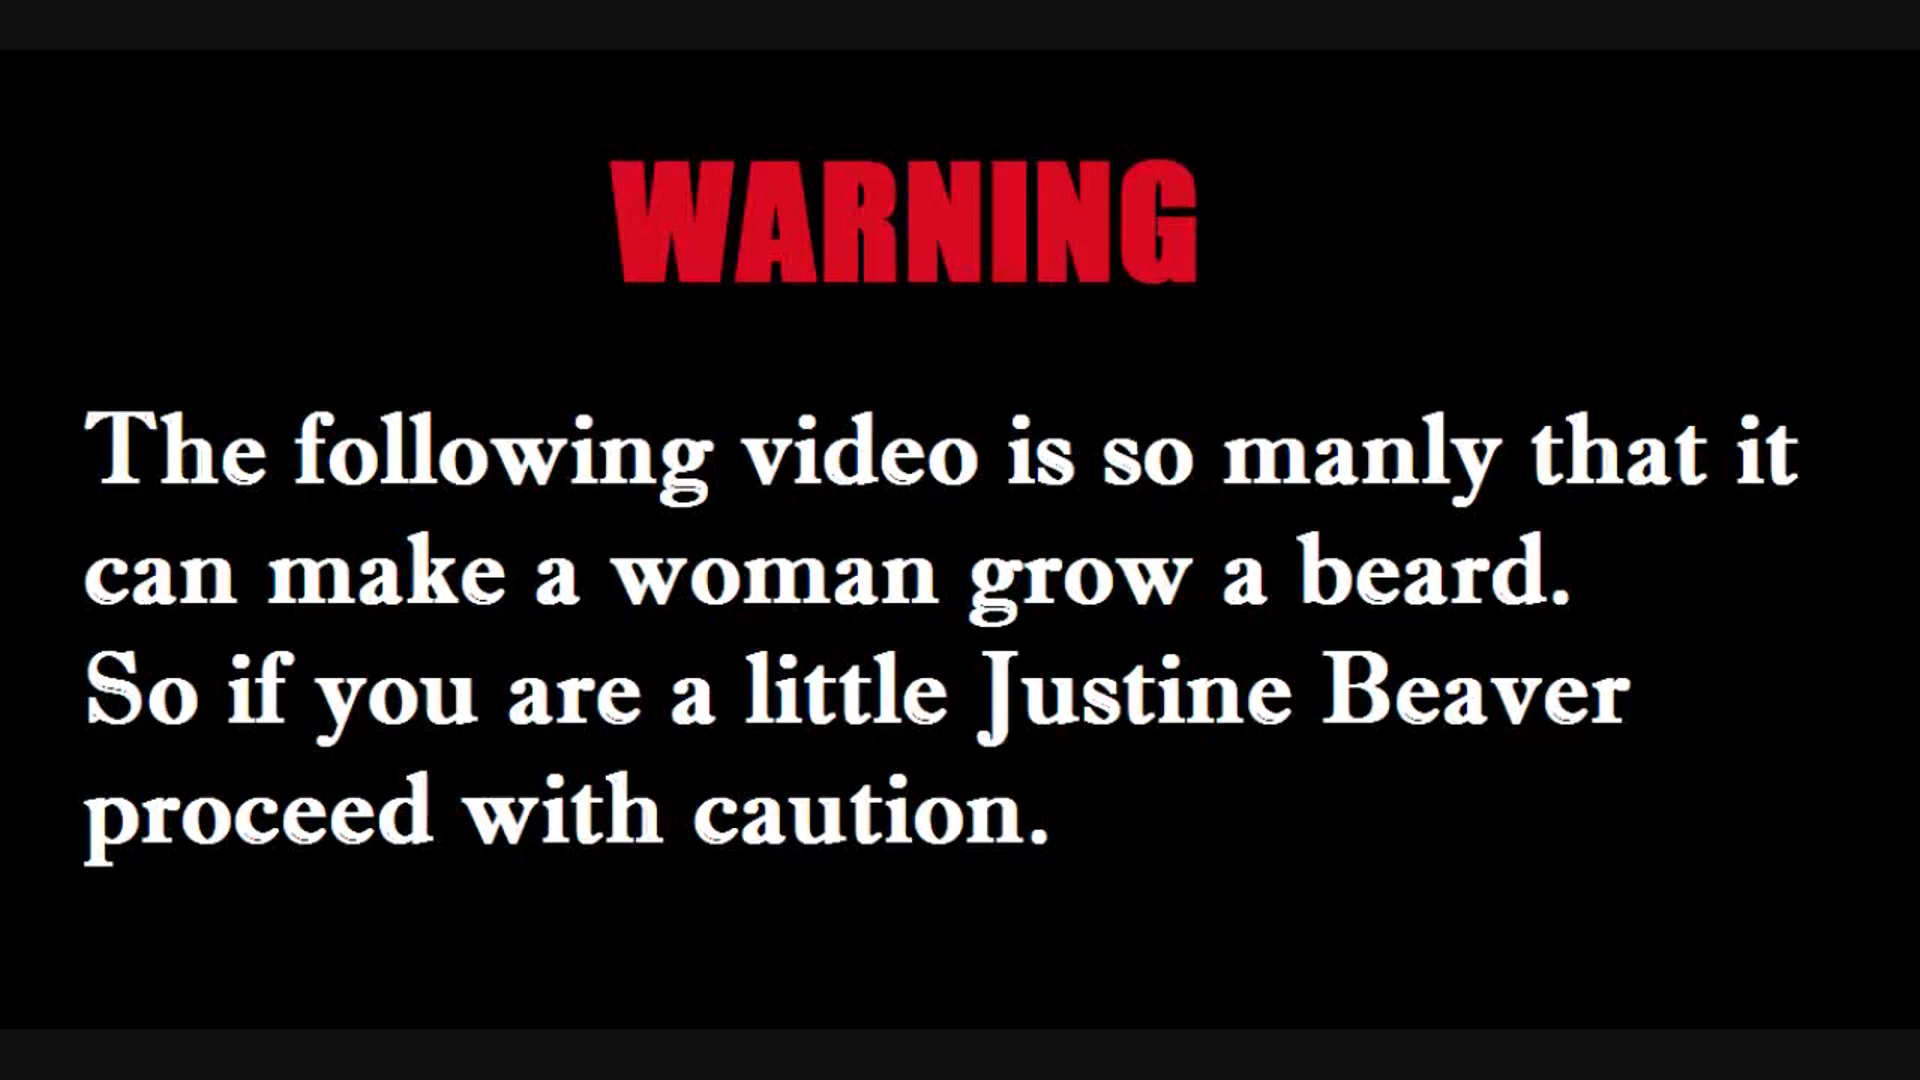 WARNING
The following video is so manly that it
can make a woman grow a beard.
So if you are a little Justine Beaver
proceed with caution.